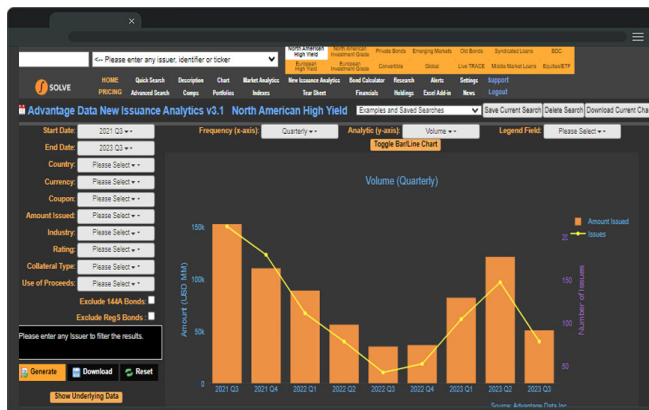 ×
<-- Please enter any issuer, identifier or ticker
North American High Yield
North American Investment Grade
Private Bonds
Emerging Markets
Old Bonds
Syndicated Loans
BDC
European High Yield
European Investment Grade
Convertible
Global
Live TRACE
Middle Market Loans
Equities/ETF
SOLVE
HOME Quick Search Description Chart Market Analytics New Issuance Analytics Bond Calculator Research Alerts Settings Support
PRICING Advanced Search Comps Portfolios Indexes Tear Sheet Financials Holdings Excel Add-in News Logout
Advantage Data New Issuance Analytics v3.1 North American High Yield Examples and Saved Searches Save Current Search Delete Search Download Current Cha
Start Date: 2021 Q3
End Date: 2023 Q3
Country: Please Select
Currency: Please Select
Coupon: Please Select
Amount Issued: Please Select
Industry: Please Select
Rating: Please Select
Collateral Type: Please Select
Use of Proceeds: Please Select
Exclude 144A Bonds:
Exclude RegS Bonds :
Please enter any Issuer to filter the results.
Generate Download Reset
Show Underlying Data
Frequency (x-axis): Quarterly Analytic (y-axis): Volume Legend Field: Please Select
Toggle Bar/Line Chart
Volume (Quarterly)
Amount Issued
Issues
Amount (USD MM)
150k
100k
50k
0
Number of Issues
150
100
50
2021 Q3 2021 Q4 2022 Q1 2022 Q2 2022 Q3 2022 Q4 2023 Q1 2023 Q2 2023 Q3
Source: Advantage Data Inc.